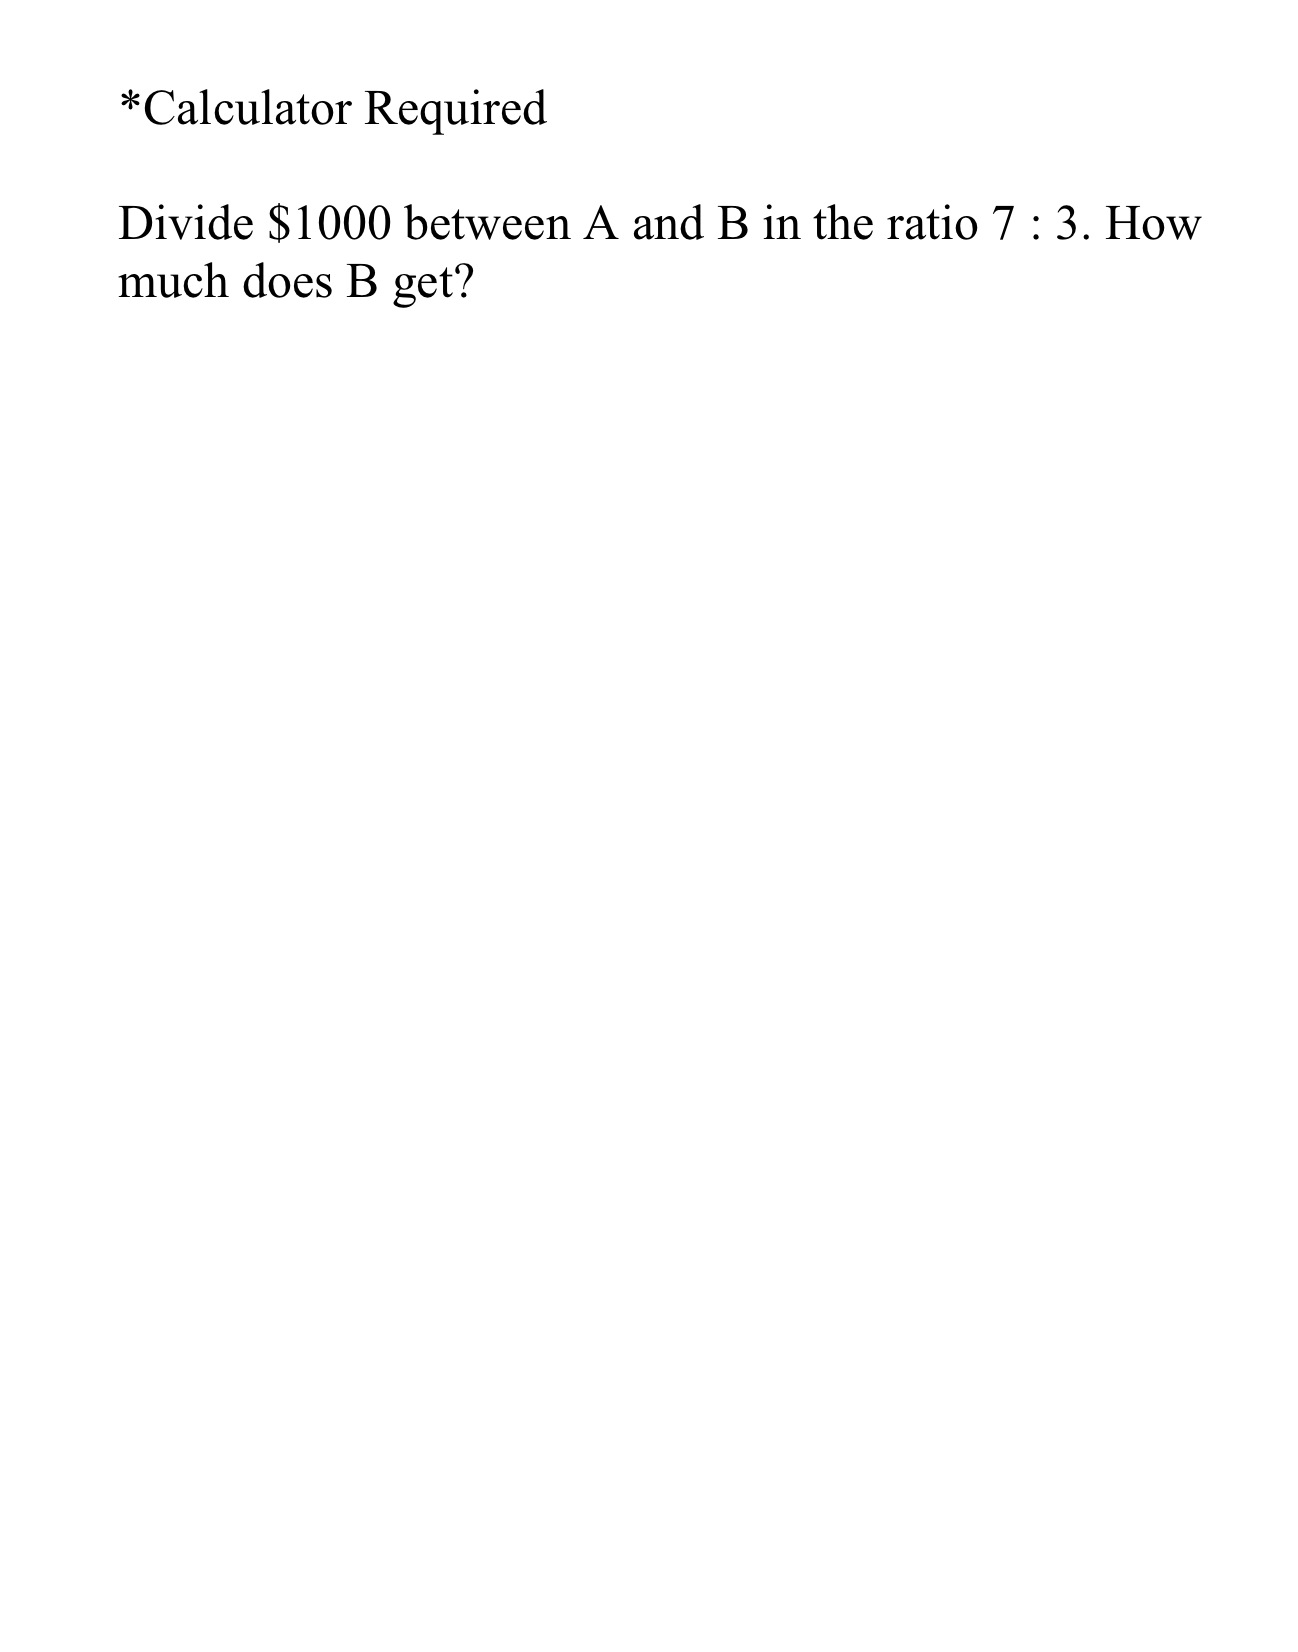 *Calculator Required
Divide $1000 between A and B in the ratio 7 : 3. How
much does B get?